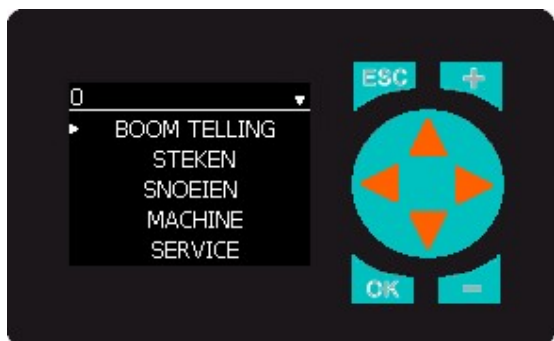 0
BOOM TELLING
STEKEN
SNOEIEN
MACHINE
SERVICE
ESC +
OK -